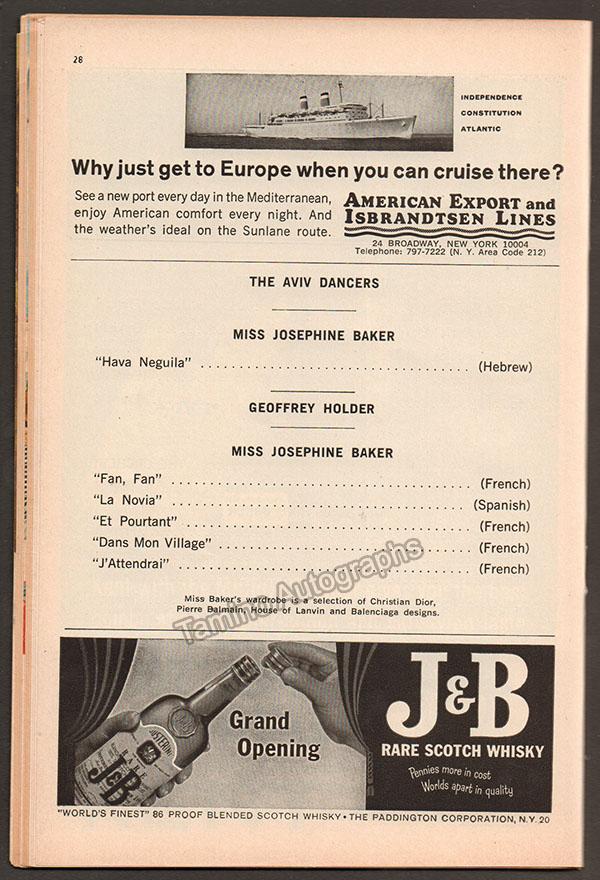 28
INDEPENDENCE
CONSTITUTION
ATLANTIC
Why just get to Europe when you can cruise there?
See a new port every day in the Mediterranean,
enjoy American comfort every night. And
the weather's ideal on the Sunlane route.
AMERICAN EXPORT and
ISBRANDTSEN LINES
24 BROADWAY, NEW YORK 10004
Telephone: 797-7222 (N. Y. Area Code 212)
THE AVIV DANCERS
MISS JOSEPHINE BAKER
"Hava Neguila" . . . . . . . . . . . . . . . . . . . . . . . . . . . . . . . . . . (Hebrew)
GEOFFREY HOLDER
MISS JOSEPHINE BAKER
"Fan, Fan" . . . . . . . . . . . . . . . . . . . . . . . . . . . . . . . . . . . . . (French)
"La Novia" . . . . . . . . . . . . . . . . . . . . . . . . . . . . . . . . . . . . . (Spanish)
"Et Pourtant" . . . . . . . . . . . . . . . . . . . . . . . . . . . . . . . . . . . (French)
"Dans Mon Village" . . . . . . . . . . . . . . . . . . . . . . . . . . . . . . (French)
"J'Attendrai" . . . . . . . . . . . . . . . . . . . . . . . . . . . . . . . . . . . . (French)
Miss Baker's wardrobe is a selection of Christian Dior,
Pierre Balmain, House of Lanvin and Balenciaga designs.
Tamino Autographs
Grand
Opening
RARE
J&B
J&B
RARE SCOTCH WHISKY
Pennies more in cost
Worlds apart in quality
"WORLD'S FINEST" 86 PROOF BLENDED SCOTCH WHISKY • THE PADDINGTON CORPORATION, N.Y. 20